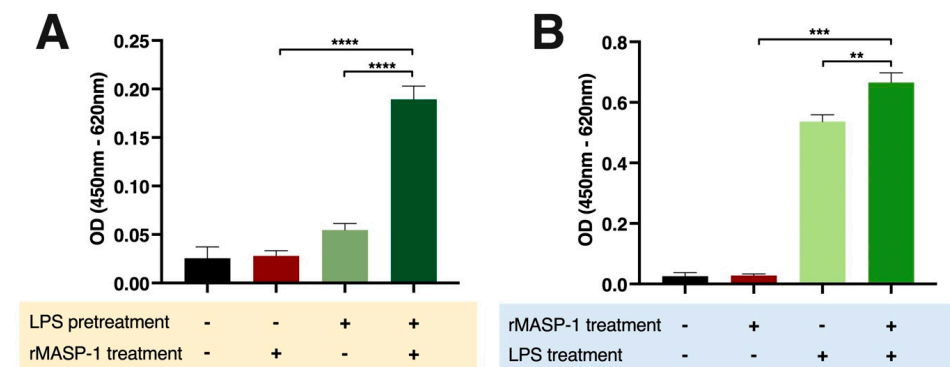 A
OD (450nm - 620nm)
0.25
0.20
0.15
0.10
0.05
0.00
****
****
LPS pretreatment - - + +
rMASP-1 treatment - + - +
B
OD (450nm - 620nm)
0.8
0.6
0.4
0.2
0.0
***
**
rMASP-1 treatment - + - +
LPS treatment - - + +